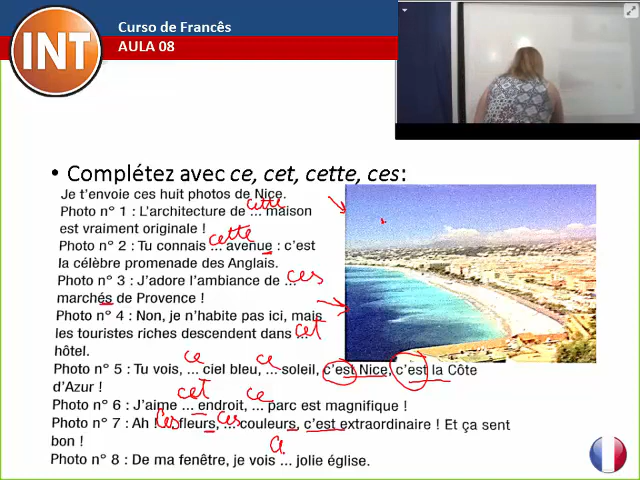 INT
Curso de Francês
AULA 08
• Complétez avec ce, cet, cette, ces:
Je t'envoie ces huit photos de Nice.
cette
Photo n° 1 : L'architecture de ... maison
est vraiment originale !
cette
Photo n° 2 : Tu connais ... avenue : c'est
la célèbre promenade des Anglais.
Photo n° 3 : J'adore l'ambiance de ... ces
marchés de Provence !
Photo n° 4 : Non, je n'habite pas ici, mais
les touristes riches descendent dans ... cet
hôtel.
ce ce
Photo n° 5 : Tu vois, ... ciel bleu, ... soleil, c'est Nice, c'est la Côte
d'Azur !
cet ce
Photo n° 6 : J'aime ... endroit, ... parc est magnifique !
ces ces
Photo n° 7 : Ah ! ... fleurs, ... couleurs, c'est extraordinaire ! Et ça sent
bon !
Photo n° 8 : De ma fenêtre, je vois ... jolie église.